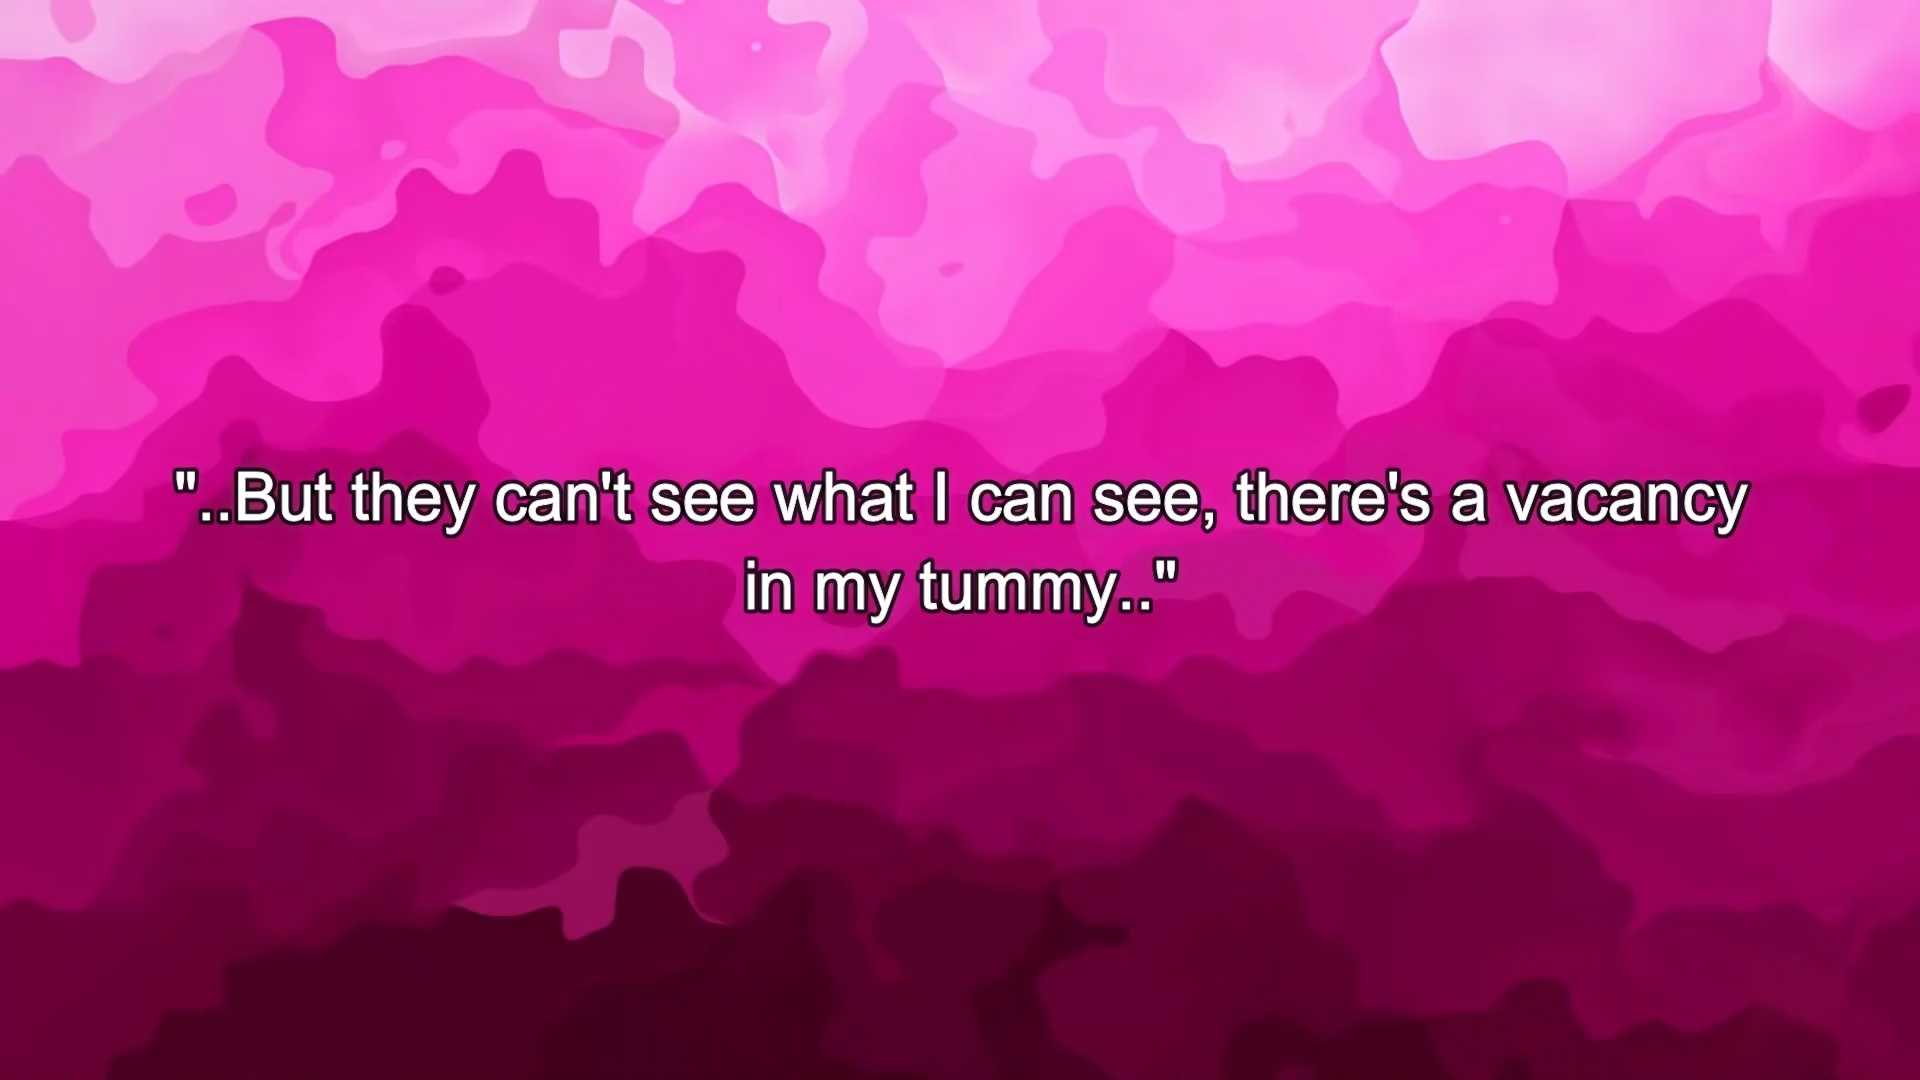 "..But they can't see what I can see, there's a vacancy
in my tummy.."